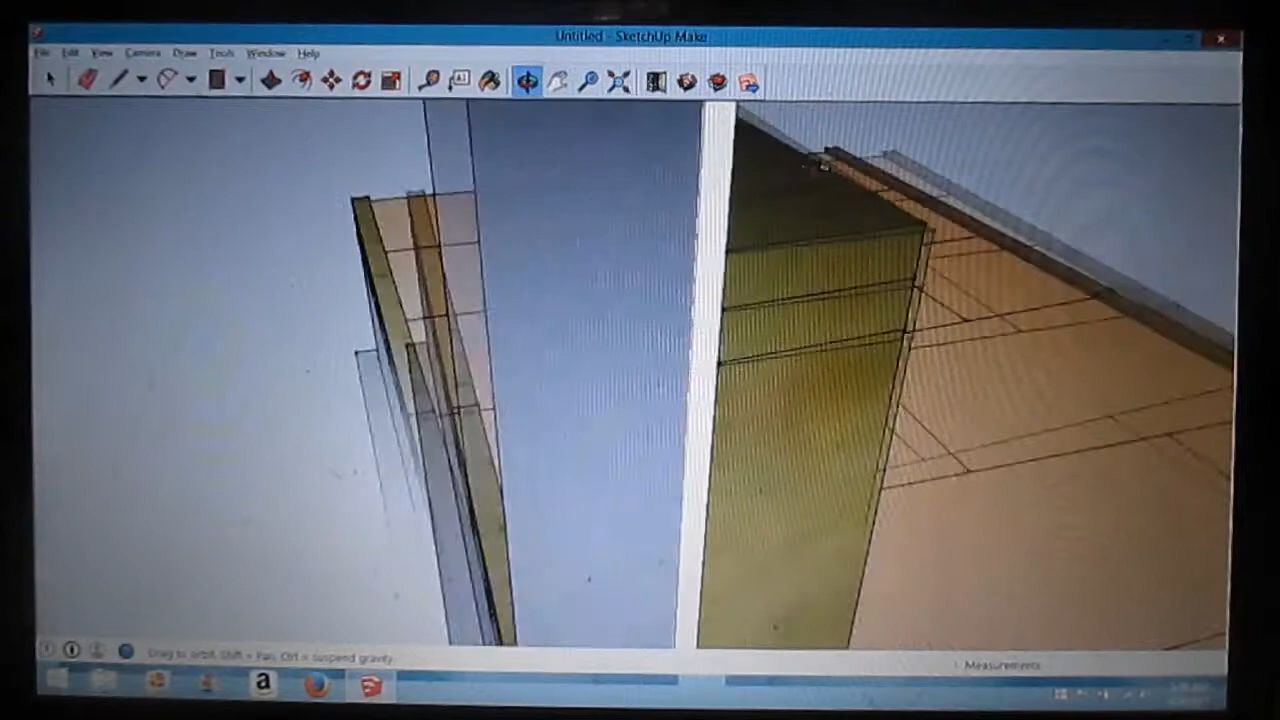 Untitled - SketchUp Make
File Edit View Camera Draw Tools Window Help
Drag to orbit. Shift = Pan, Ctrl = suspend gravity
Measurements
a